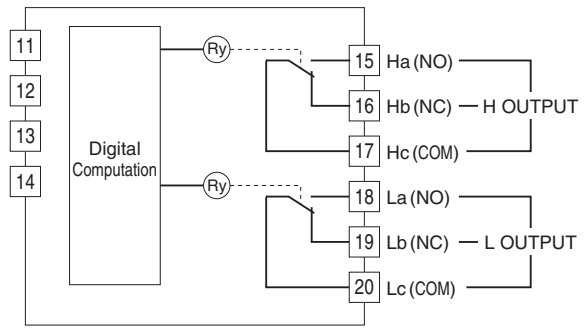 11
12
13
14
Digital
Computation
Ry
Ry
15 Ha (NO)
16 Hb (NC) H OUTPUT
17 Hc (COM)
18 La (NO)
19 Lb (NC) L OUTPUT
20 Lc (COM)